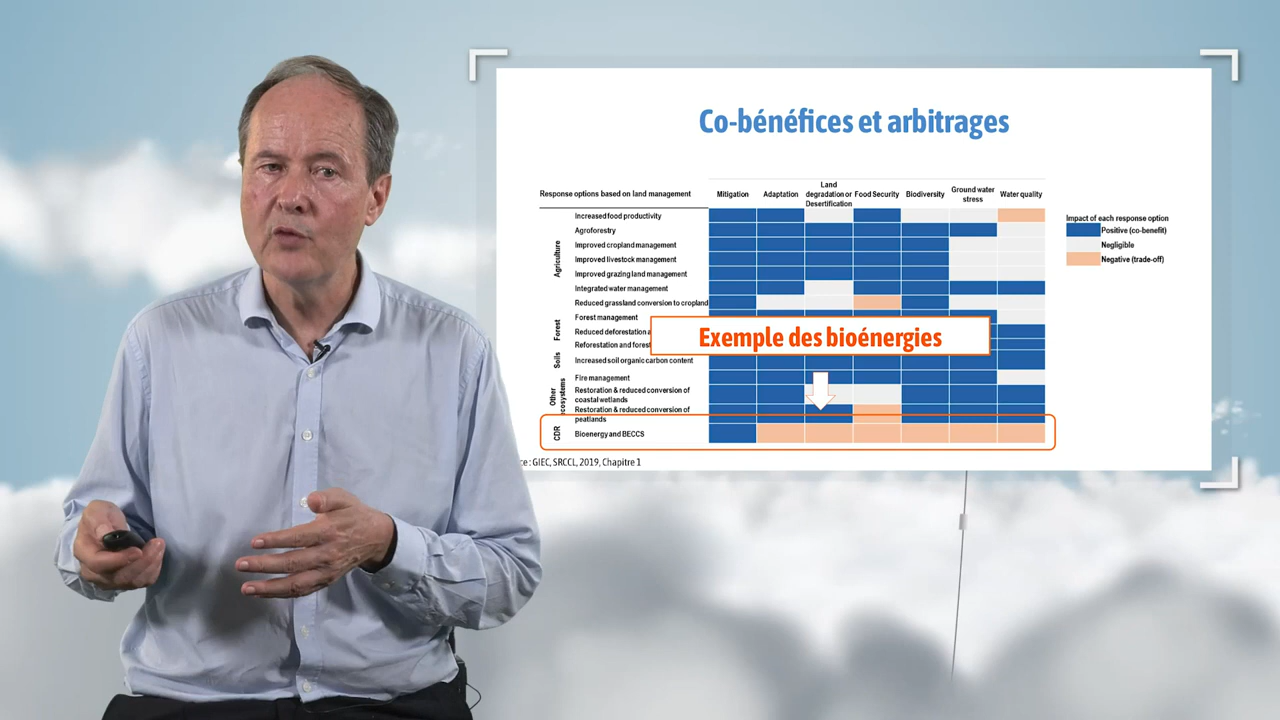 Co-bénéfices et arbitrages
Response options based on land management
Mitigation
Adaptation
Land
degradation or
Desertification
Food Security
Biodiversity
Ground water
stress
Water quality
Agriculture
Increased food productivity
Agroforestry
Improved cropland management
Improved livestock management
Improved grazing land management
Integrated water management
Reduced grassland conversion to cropland
Forest
Forest management
Reduced deforestation
Reforestation and forest
Soils
Increased soil organic carbon content
Other
ecosystems
Fire management
Restoration & reduced conversion of
coastal wetlands
Restoration & reduced conversion of
peatlands
CDR
Bioenergy and BECCS
Impact of each response option
Positive (co-benefit)
Negligible
Negative (trade-off)
Exemple des bioénergies
ce : GIEC, SRCCL, 2019, Chapitre 1